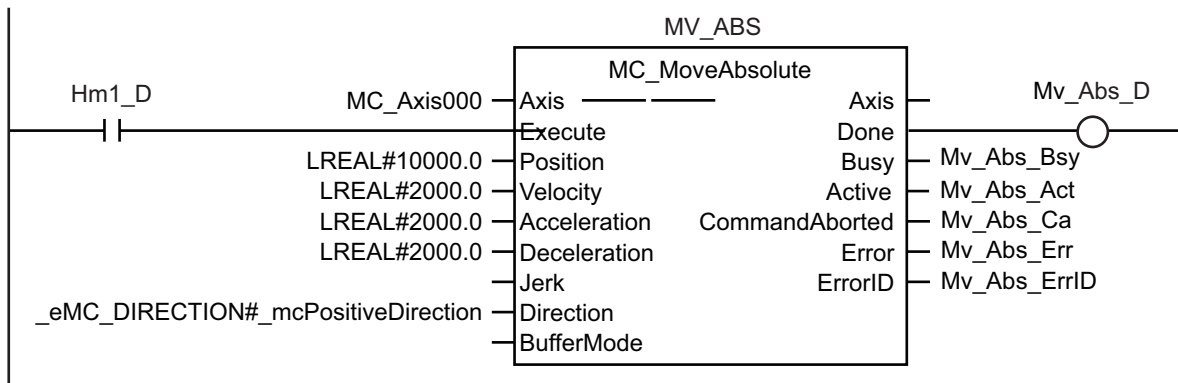 MV_ABS
MC_MoveAbsolute
Hm1_D
Mv_Abs_D
MC_Axis000 Axis Axis
Execute Done
LREAL#10000.0 Position Busy Mv_Abs_Bsy
LREAL#2000.0 Velocity Active Mv_Abs_Act
LREAL#2000.0 Acceleration CommandAborted Mv_Abs_Ca
LREAL#2000.0 Deceleration Error Mv_Abs_Err
Jerk ErrorID Mv_Abs_ErrID
_eMC_DIRECTION#_mcPositiveDirection Direction
BufferMode